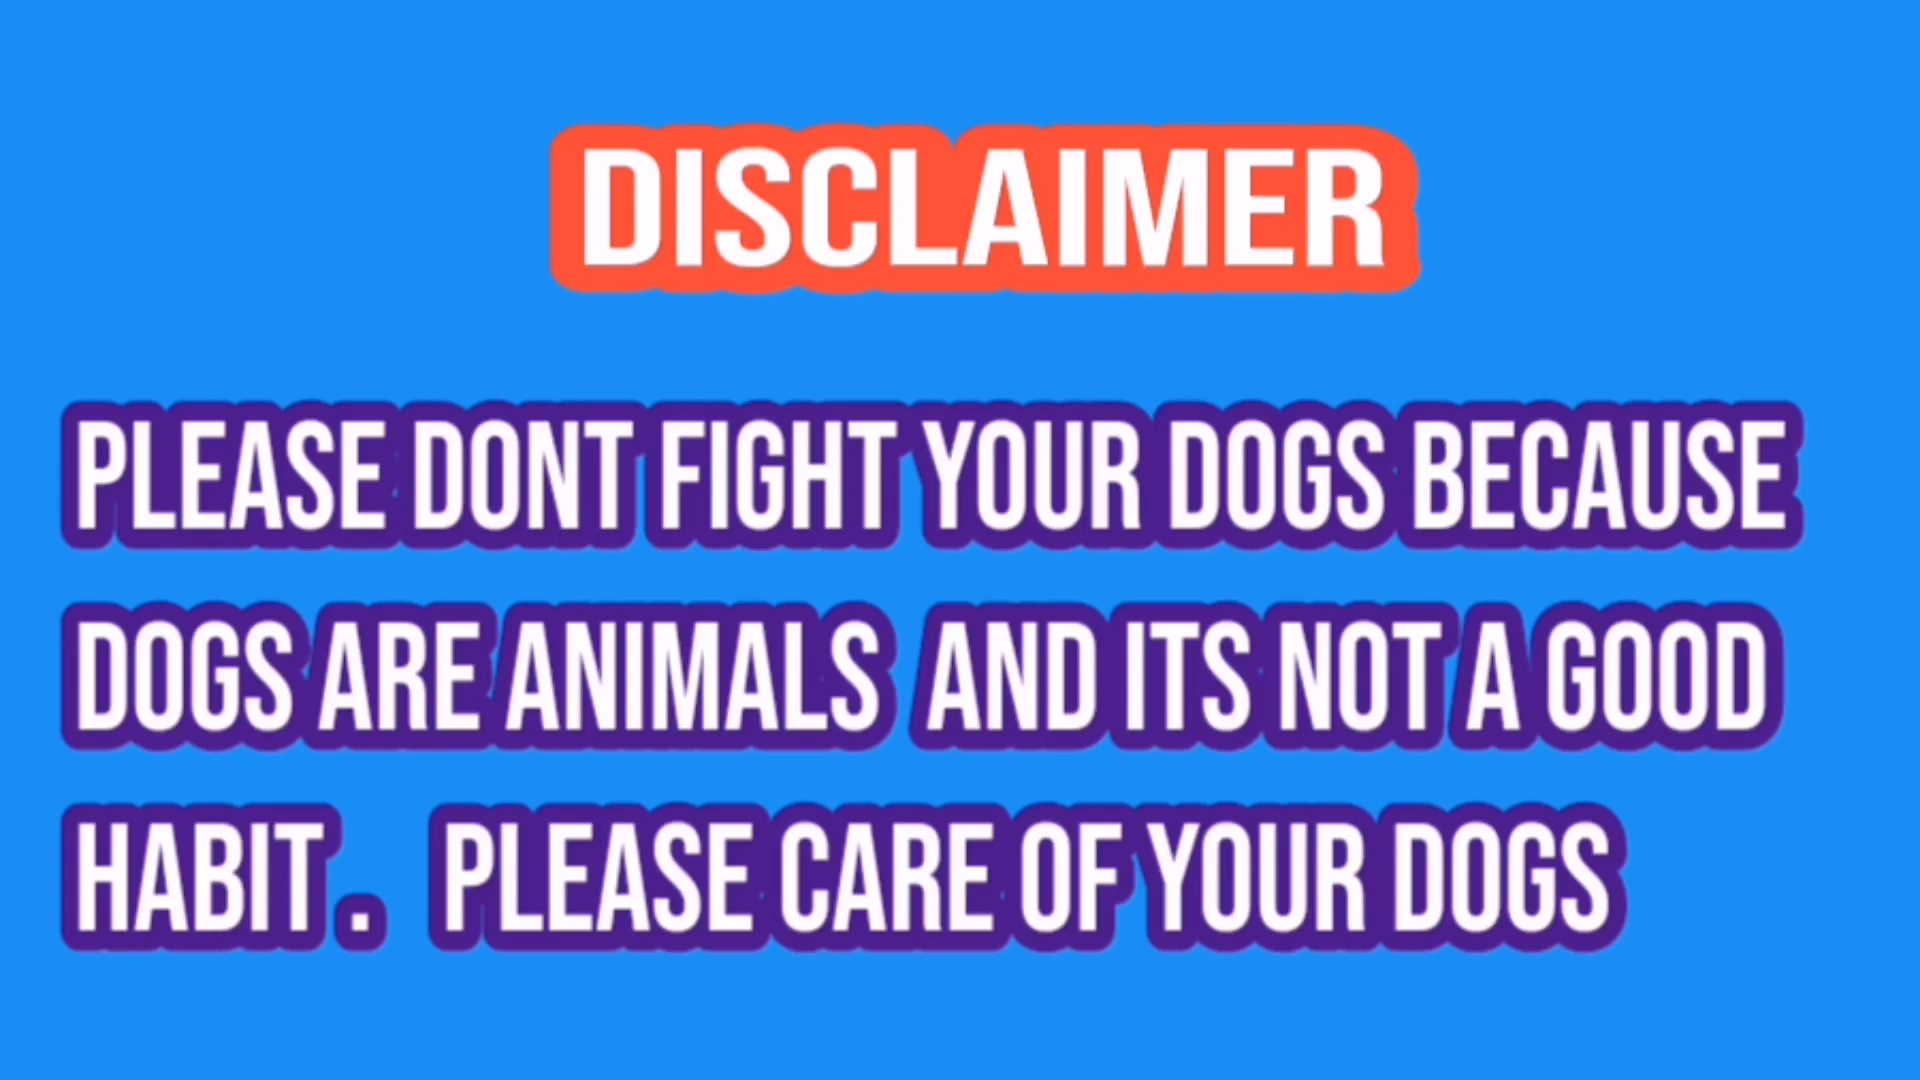 DISCLAIMER
PLEASE DONT FIGHT YOUR DOGS BECAUSE
DOGS ARE ANIMALS AND ITS NOT A GOOD
HABIT. PLEASE CARE OF YOUR DOGS